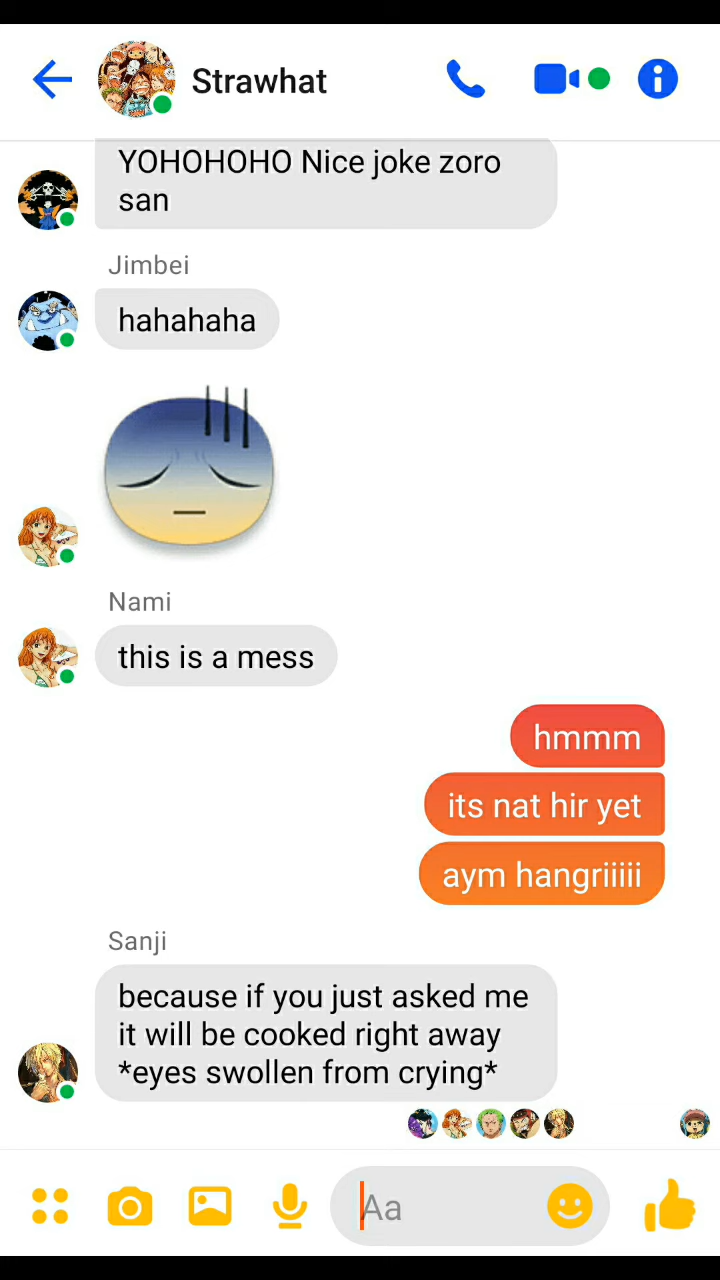 Strawhat
YOHOHOHO Nice joke zoro
san
Jimbei
hahahaha
Nami
this is a mess
hmmm
its nat hir yet
aym hangriiiii
Sanji
because if you just asked me
it will be cooked right away
*eyes swollen from crying*
Aa